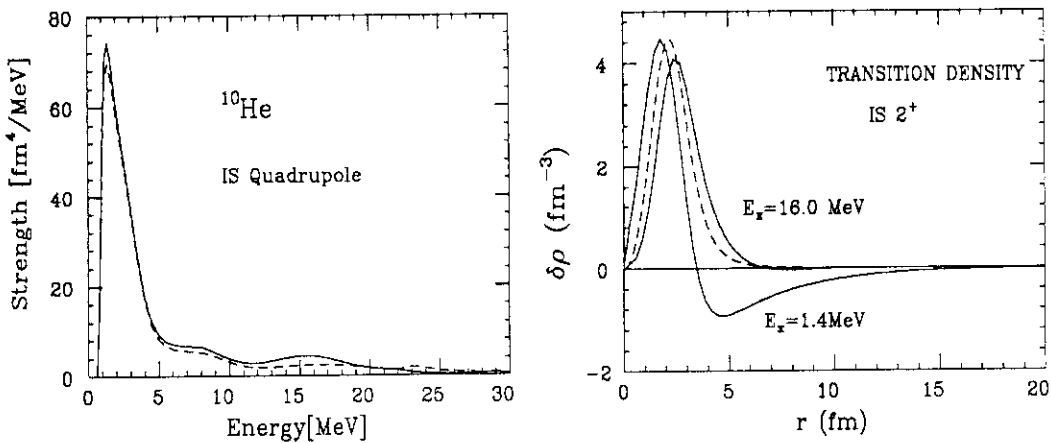 Strength [fm⁴/MeV]
80
60
40
20
0
¹⁰He
IS Quadrupole
0 5 10 15 20 25 30
Energy[MeV]
δρ (fm⁻³)
4
2
0
-2
TRANSITION DENSITY
IS 2⁺
Eₓ=16.0 MeV
Eₓ=1.4MeV
0 5 10 15 20
r (fm)